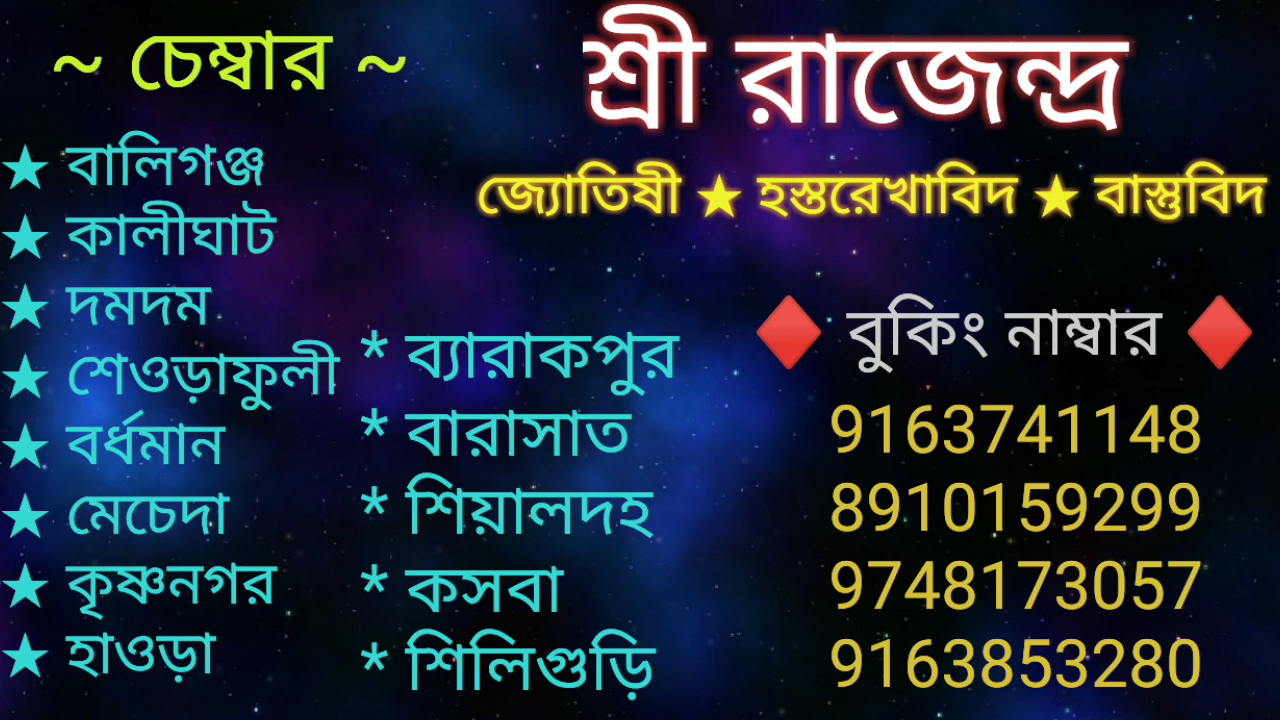 ~ চেম্বার ~
★ বালিগঞ্জ
★ কালীঘাট
★ দমদম
★ শেওড়াফুলী
★ বর্ধমান
★ মেচেদা
★ কৃষ্ণনগর
★ হাওড়া
* ব্যারাকপুর
* বারাসাত
* শিয়ালদহ
* কসবা
* শিলিগুড়ি
শ্রী রাজেন্দ্র
জ্যোতিষী ★ হস্তরেখাবিদ ★ বাস্তুবিদ
♦ বুকিং নাম্বার ♦
9163741148
8910159299
9748173057
9163853280